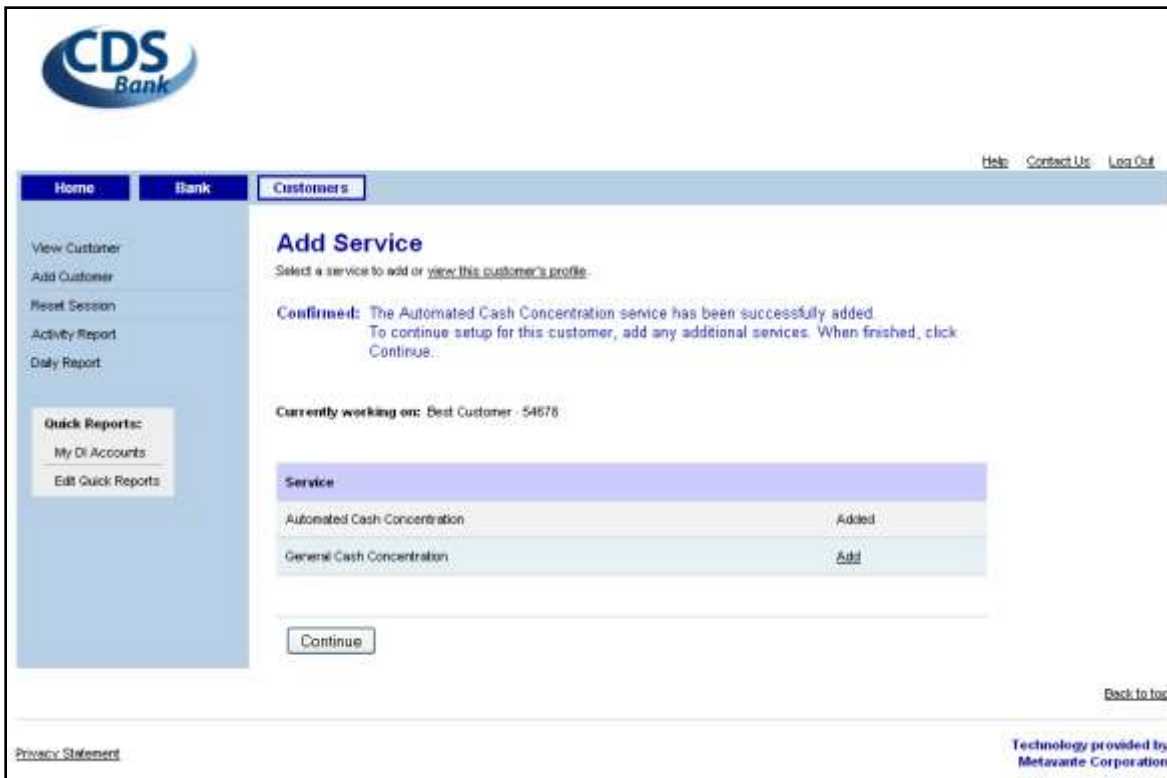 CDS
Bank
Help Contact Us Log Out
Home Bank Customers
View Customer
Add Customer
Reset Session
Activity Report
Daily Report
Quick Reports:
My DI Accounts
Edit Quick Reports
Add Service
Select a service to add or view this customer's profile.
Confirmed: The Automated Cash Concentration service has been successfully added.
To continue setup for this customer, add any additional services. When finished, click
Continue.
Currently working on: Best Customer - 54678
Service
Automated Cash Concentration Added
General Cash Concentration Add
Continue
Back to top
Privacy Statement
Technology provided by
Metavante Corporation